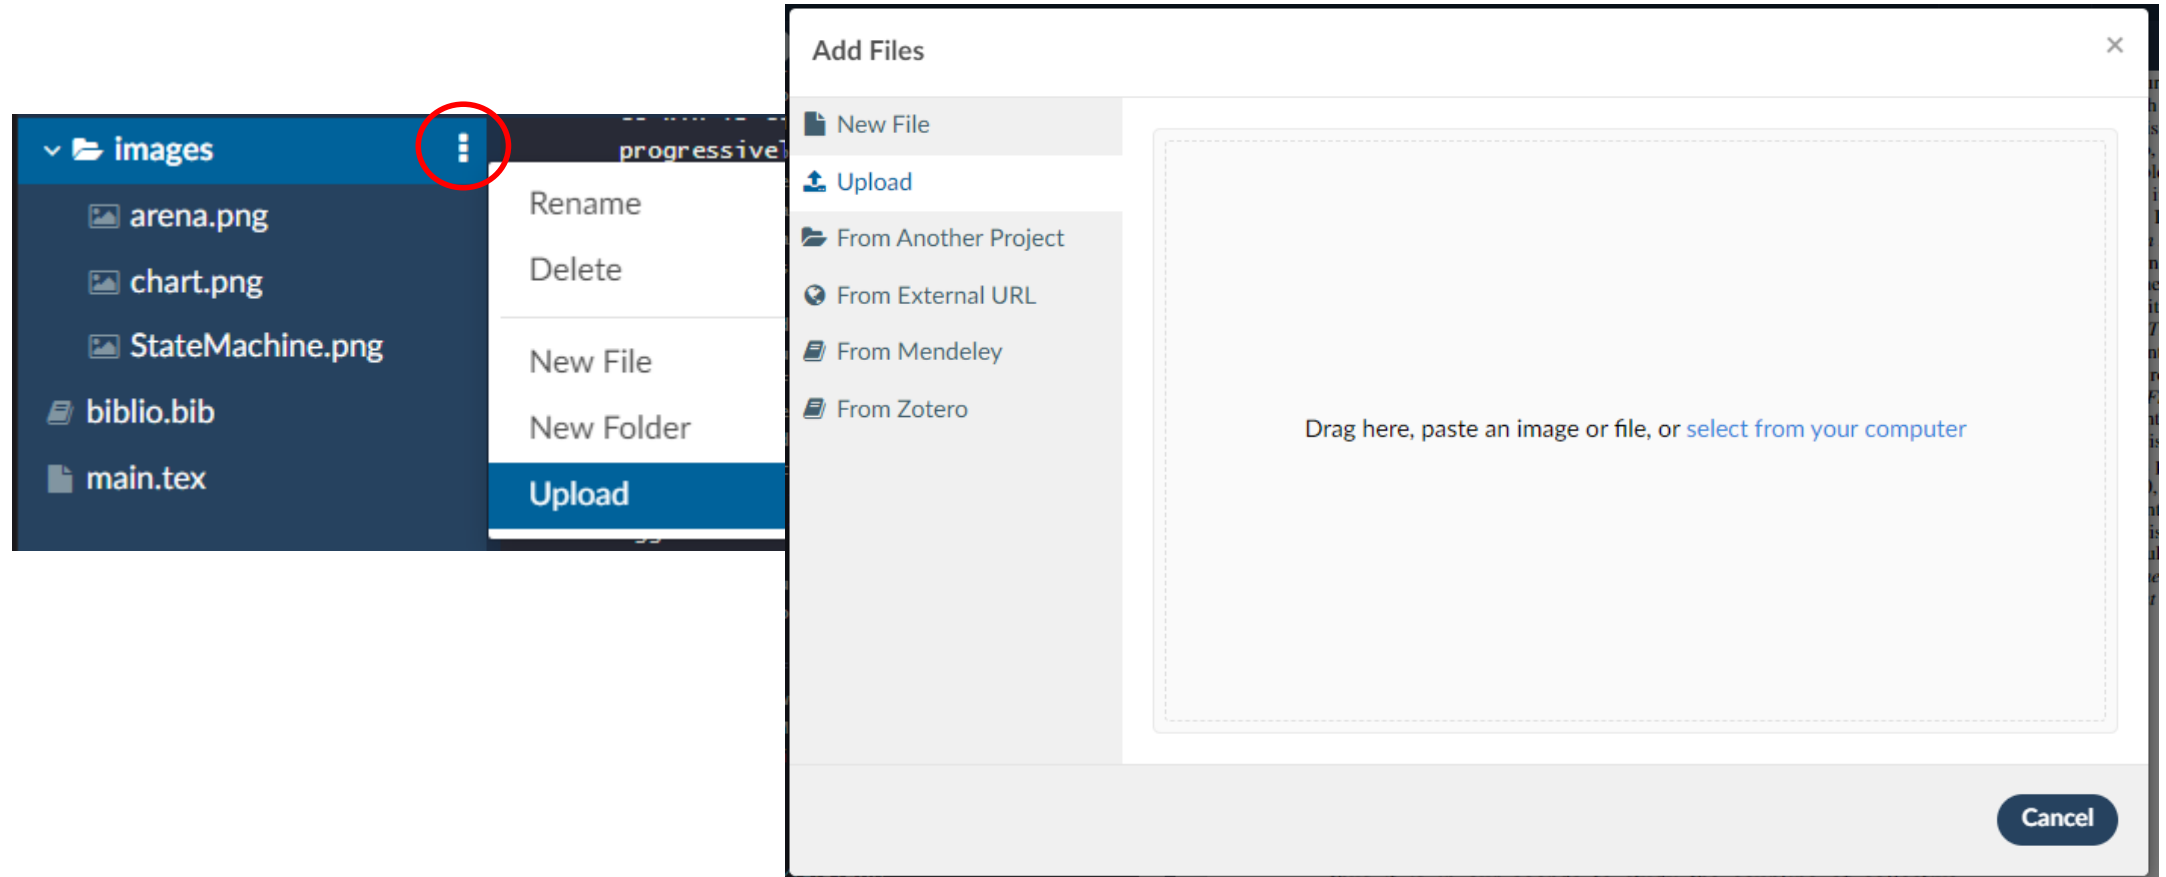 images
arena.png
chart.png
StateMachine.png
biblio.bib
main.tex
Rename
Delete
New File
New Folder
Upload
Add Files
×
New File
Upload
From Another Project
From External URL
From Mendeley
From Zotero
Drag here, paste an image or file, or select from your computer
Cancel